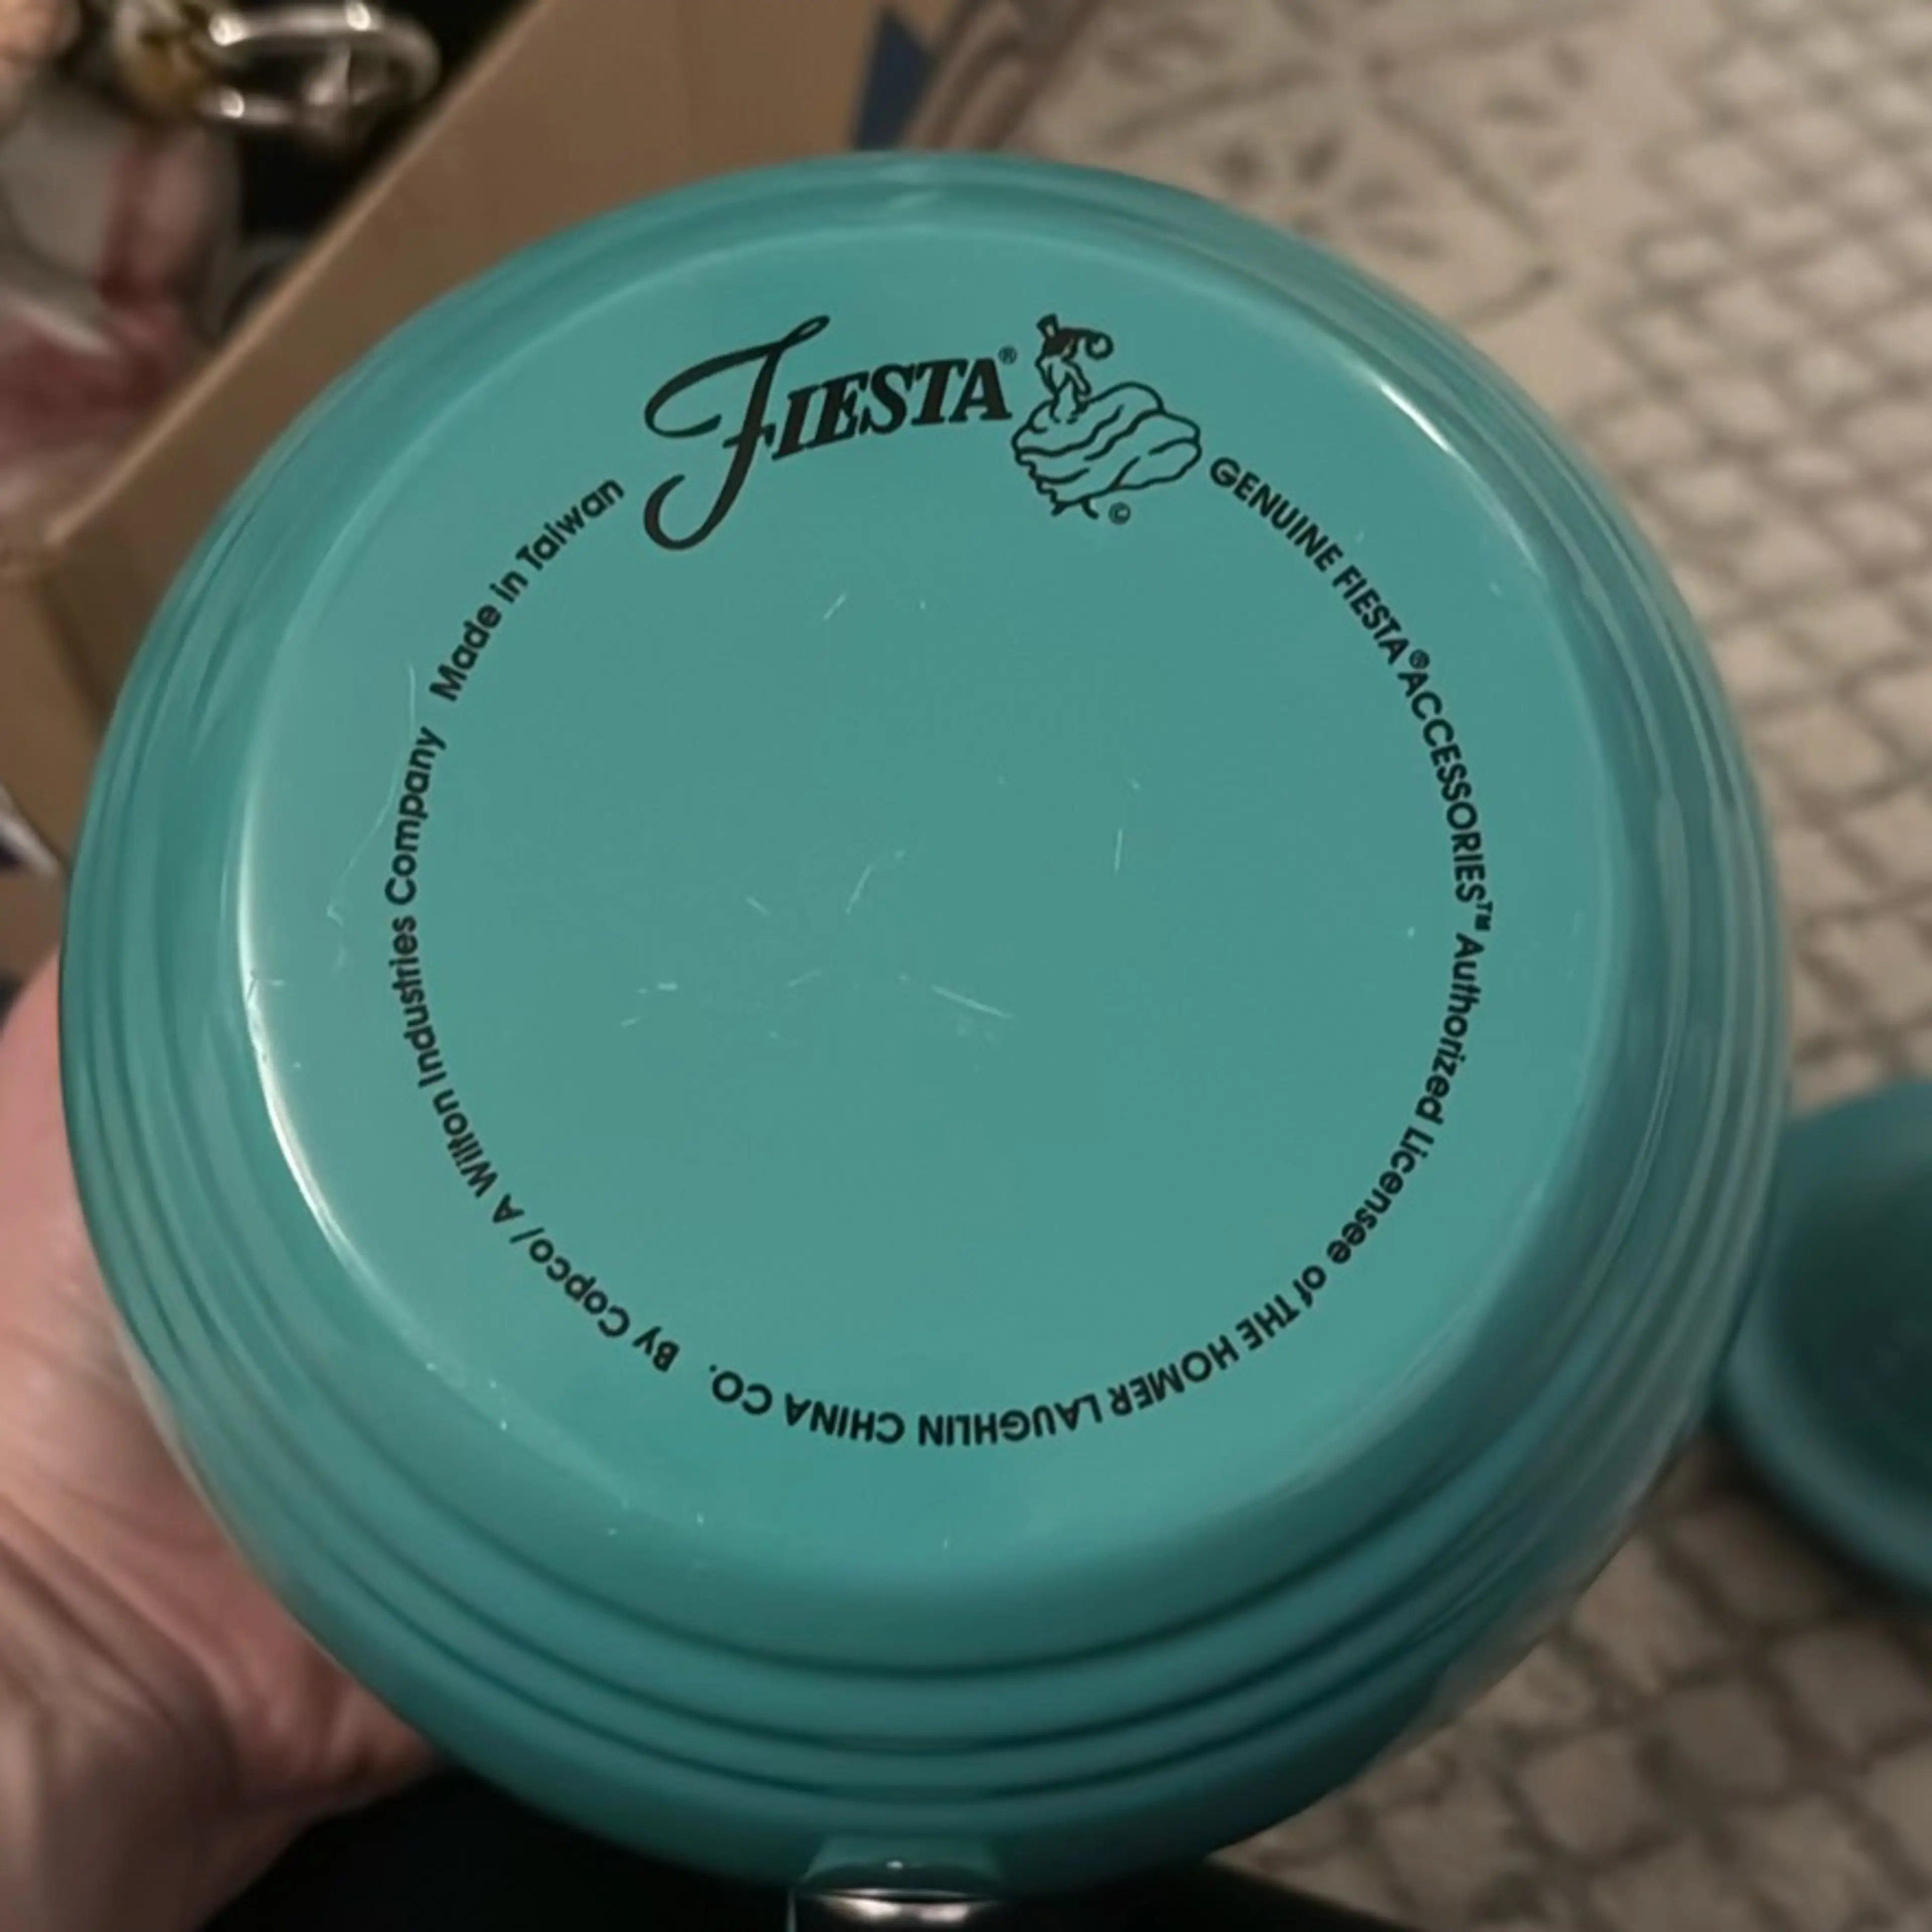 FIESTA®
©
GENUINE FIESTA® ACCESSORIES™ Authorized Licensee of THE HOMER LAUGHLIN CHINA CO. By Copco/ A Wilton Industries Company Made in Taiwan